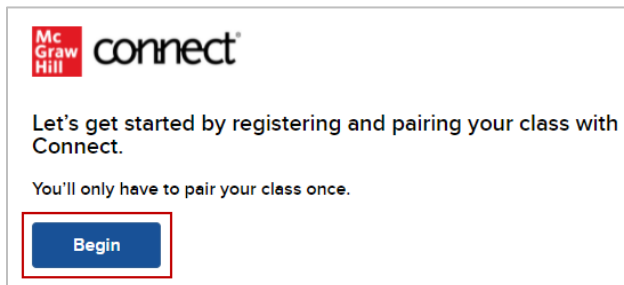 Mc
Graw
Hill
connect
Let's get started by registering and pairing your class with
Connect.
You'll only have to pair your class once.
Begin